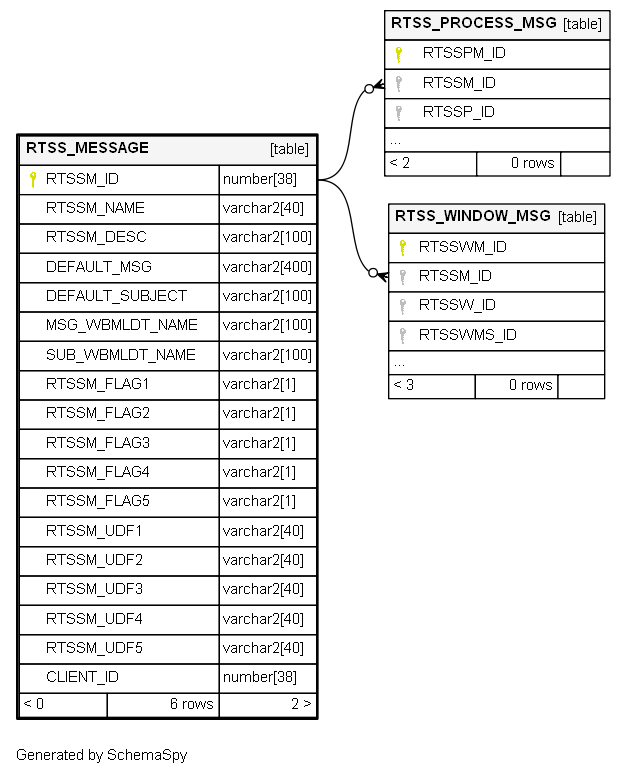 RTSS_PROCESS_MSG [table]
RTSSPM_ID
RTSSM_ID
RTSSP_ID
...
< 2 0 rows
RTSS_MESSAGE [table]
RTSSM_ID number[38]
RTSSM_NAME varchar2[40]
RTSSM_DESC varchar2[100]
DEFAULT_MSG varchar2[400]
DEFAULT_SUBJECT varchar2[100]
MSG_WBMLDT_NAME varchar2[100]
SUB_WBMLDT_NAME varchar2[100]
RTSSM_FLAG1 varchar2[1]
RTSSM_FLAG2 varchar2[1]
RTSSM_FLAG3 varchar2[1]
RTSSM_FLAG4 varchar2[1]
RTSSM_FLAG5 varchar2[1]
RTSSM_UDF1 varchar2[40]
RTSSM_UDF2 varchar2[40]
RTSSM_UDF3 varchar2[40]
RTSSM_UDF4 varchar2[40]
RTSSM_UDF5 varchar2[40]
CLIENT_ID number[38]
< 0 6 rows 2 >
RTSS_WINDOW_MSG [table]
RTSSWM_ID
RTSSM_ID
RTSSW_ID
RTSSWMS_ID
...
< 3 0 rows
Generated by SchemaSpy